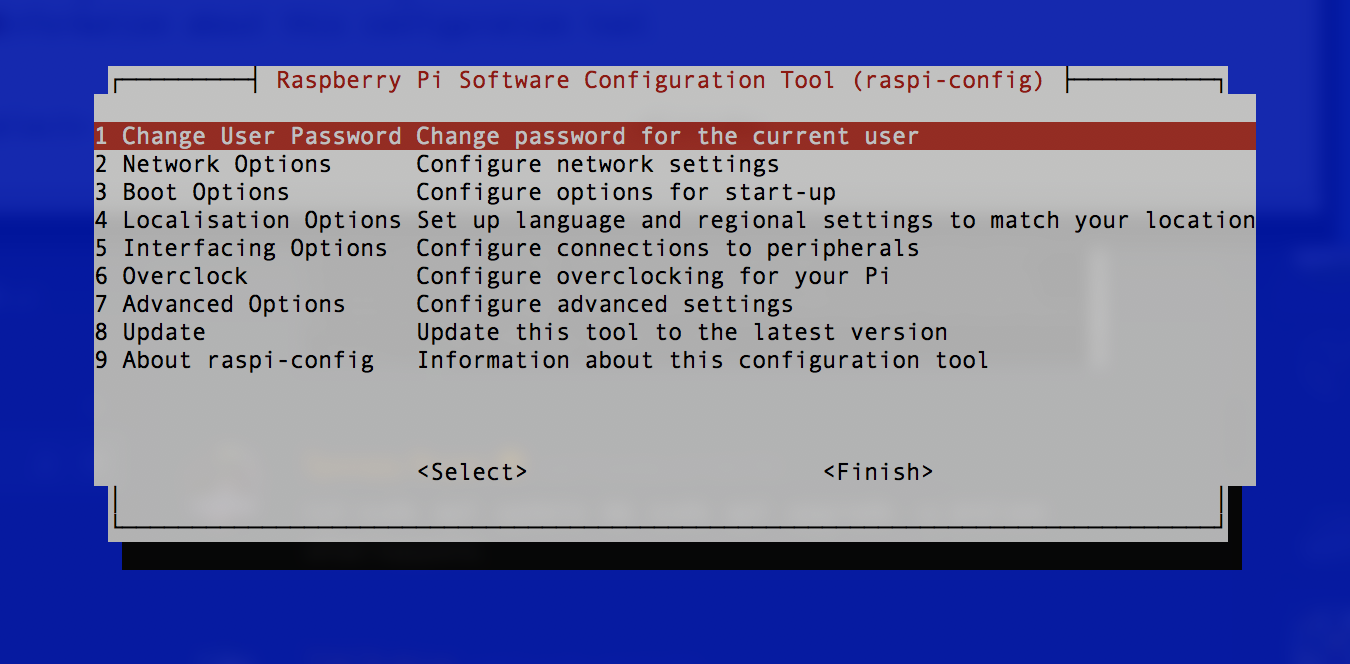 Raspberry Pi Software Configuration Tool (raspi-config)
1 Change User Password Change password for the current user
2 Network Options Configure network settings
3 Boot Options Configure options for start-up
4 Localisation Options Set up language and regional settings to match your location
5 Interfacing Options Configure connections to peripherals
6 Overclock Configure overclocking for your Pi
7 Advanced Options Configure advanced settings
8 Update Update this tool to the latest version
9 About raspi-config Information about this configuration tool
<Select> <Finish>